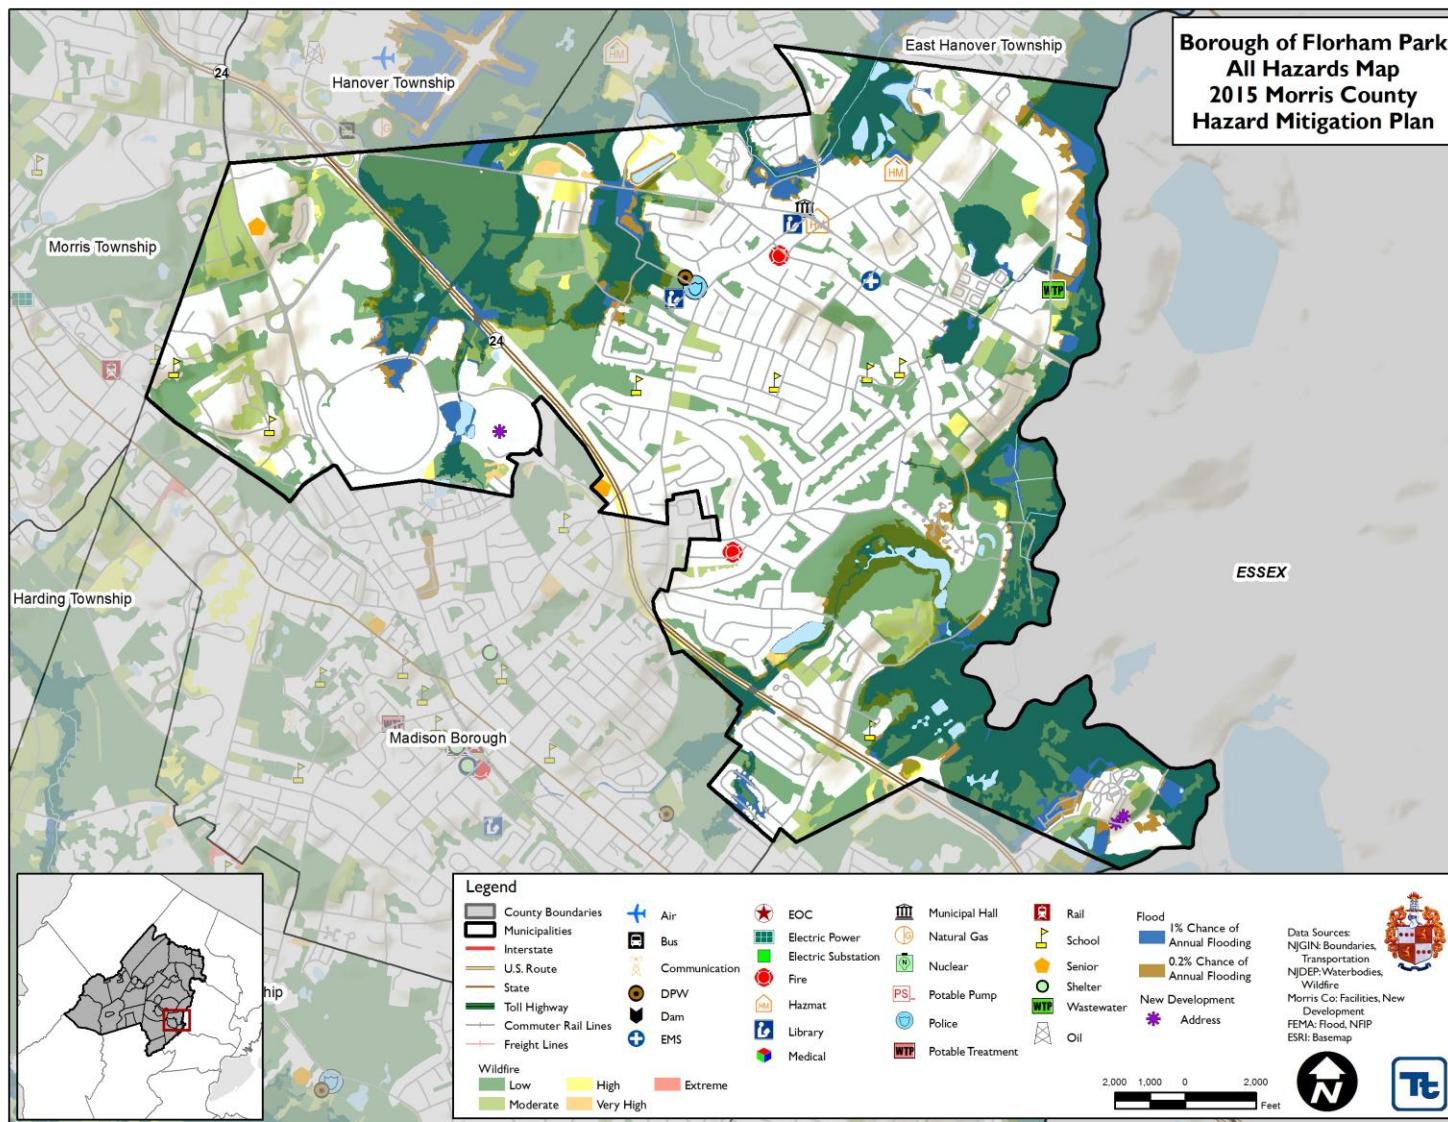 Borough of Florham Park
All Hazards Map
2015 Morris County
Hazard Mitigation Plan
East Hanover Township
24
Hanover Township
HM
HM
Morris Township
WTP
24
Harding Township
ESSEX
WTP
Madison Borough
Legend
County Boundaries
Municipalities
Interstate
U.S. Route
State
Toll Highway
Commuter Rail Lines
Freight Lines
Air
Bus
Communication
DPW
Dam
EMS
EOC
Electric Power
Electric Substation
Fire
HM
Hazmat
Library
Medical
Municipal Hall
Natural Gas
N
Nuclear
PS
Potable Pump
Police
WTP
Potable Treatment
Rail
School
Senior
Shelter
WTP
Wastewater
Oil
Flood
1% Chance of
Annual Flooding
0.2% Chance of
Annual Flooding
New Development
Address
Wildfire
Low
High
Extreme
Moderate
Very High
Data Sources:
NJGIN: Boundaries,
Transportation
NJDEP: Waterbodies,
Wildfire
Morris Co: Facilities, New
Development
FEMA: Flood, NFIP
ESRI: Basemap
2,000 1,000 0 2,000
Feet
N
Tt